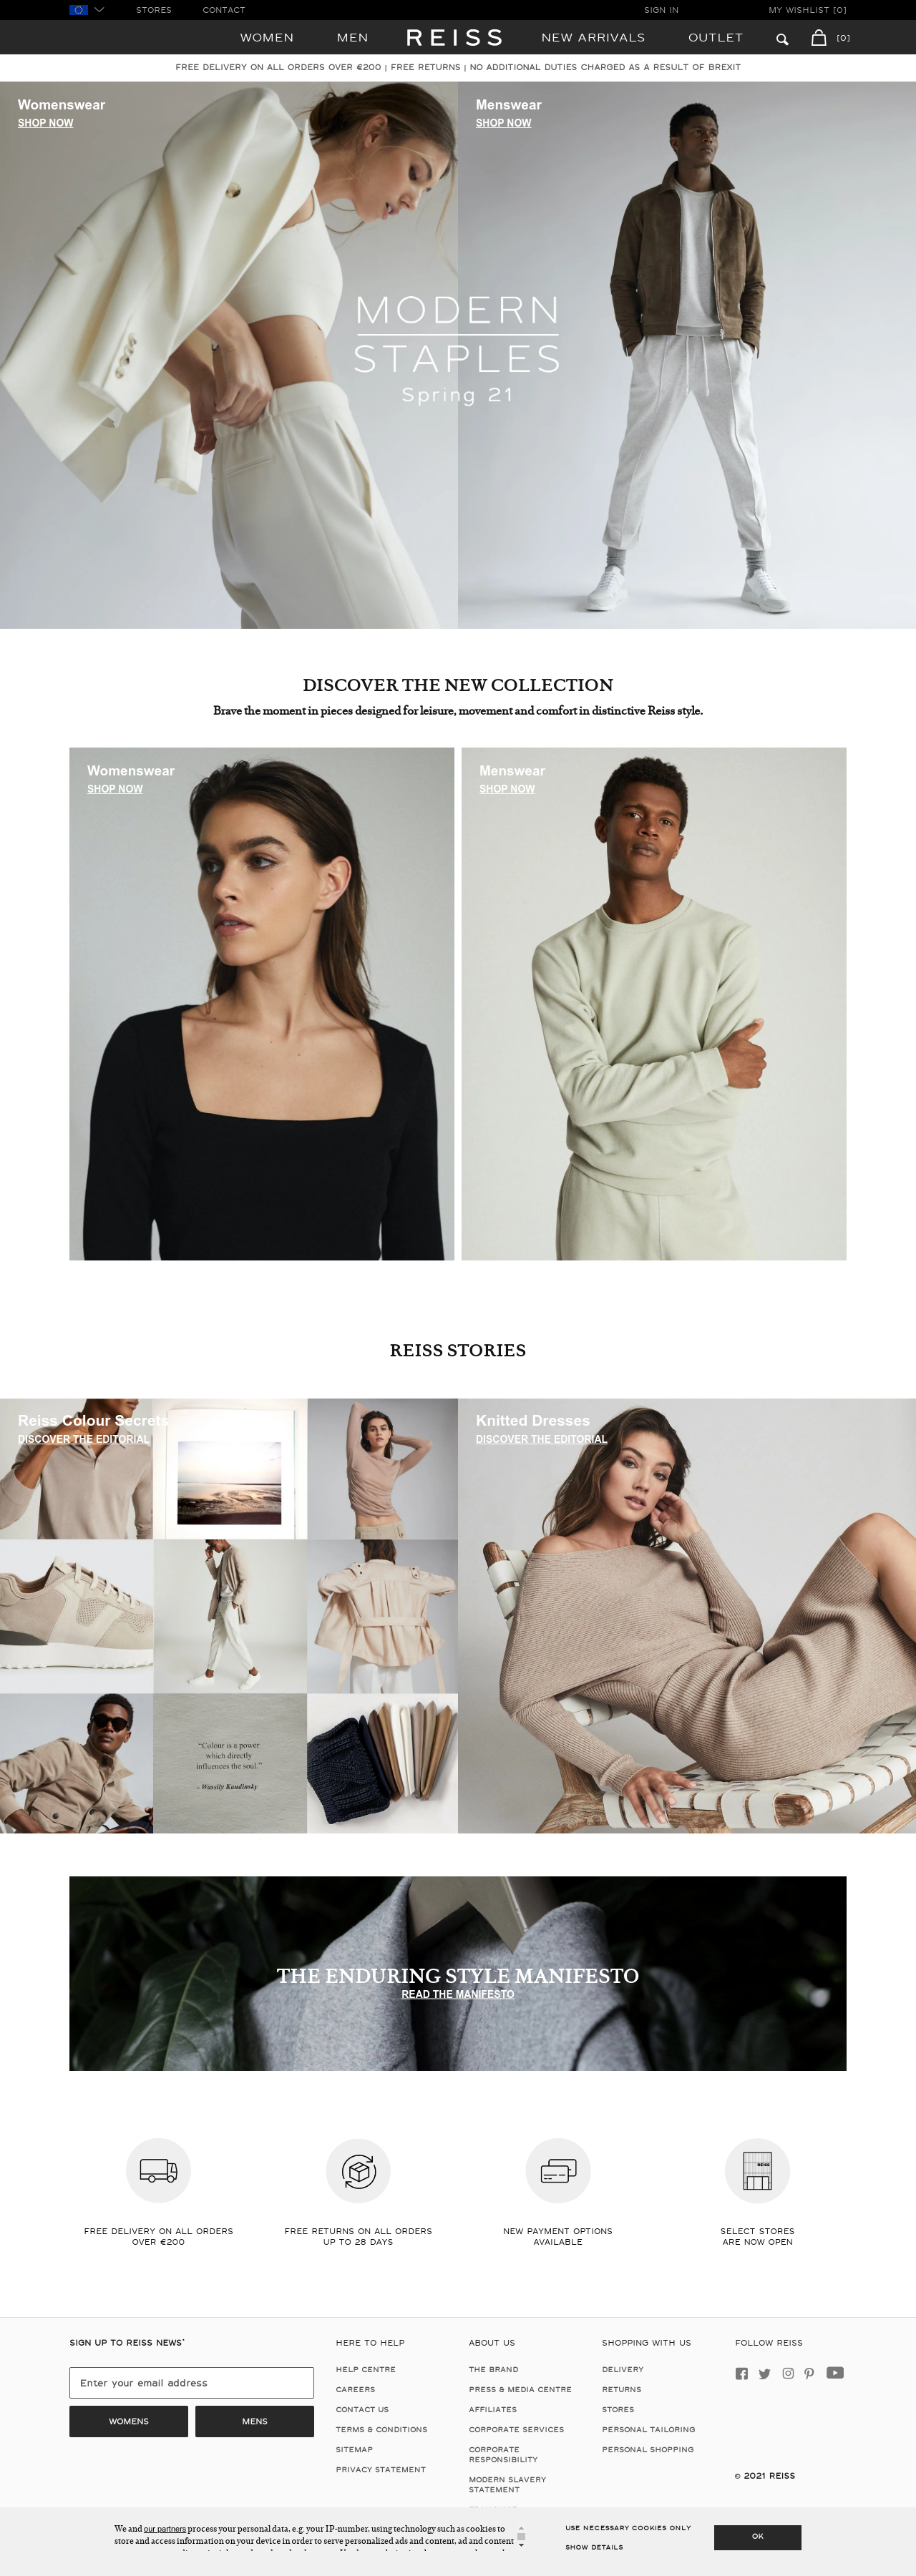 STORES CONTACT SIGN IN MY WISHLIST [0]
WOMEN MEN REISS NEW ARRIVALS OUTLET [0]
FREE DELIVERY ON ALL ORDERS OVER €200 | FREE RETURNS | NO ADDITIONAL DUTIES CHARGED AS A RESULT OF BREXIT
Womenswear
SHOP NOW
Menswear
SHOP NOW
MODERN
STAPLES
Spring 21
DISCOVER THE NEW COLLECTION
Brave the moment in pieces designed for leisure, movement and comfort in distinctive Reiss style.
Womenswear
SHOP NOW
Menswear
SHOP NOW
REISS STORIES
Reiss Colour Secrets
DISCOVER THE EDITORIAL
"Colour is a power
which directly
influences the soul."
- Wassily Kandinsky
Knitted Dresses
DISCOVER THE EDITORIAL
THE ENDURING STYLE MANIFESTO
READ THE MANIFESTO
FREE DELIVERY ON ALL ORDERS
OVER €200
FREE RETURNS ON ALL ORDERS
UP TO 28 DAYS
NEW PAYMENT OPTIONS
AVAILABLE
REISS
SELECT STORES
ARE NOW OPEN
SIGN UP TO REISS NEWS*
Enter your email address
WOMENS
MENS
HERE TO HELP
HELP CENTRE
CAREERS
CONTACT US
TERMS & CONDITIONS
SITEMAP
PRIVACY STATEMENT
ABOUT US
THE BRAND
PRESS & MEDIA CENTRE
AFFILIATES
CORPORATE SERVICES
CORPORATE
RESPONSIBILITY
MODERN SLAVERY
STATEMENT
SHOPPING WITH US
DELIVERY
RETURNS
STORES
PERSONAL TAILORING
PERSONAL SHOPPING
FOLLOW REISS
© 2021 REISS
We and our partners process your personal data, e.g. your IP-number, using technology such as cookies to
store and access information on your device in order to serve personalized ads and content, ad and content
USE NECESSARY COOKIES ONLY
SHOW DETAILS
OK